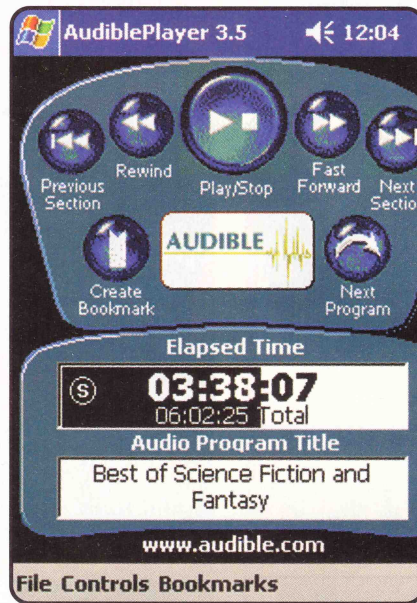 AudiblePlayer 3.5 12:04
Previous
Section
Rewind
Play/Stop
Fast
Forward
Next
Section
Create
Bookmark
AUDIBLE
Next
Program
Elapsed Time
S 03:38:07
06:02:25 Total
Audio Program Title
Best of Science Fiction and
Fantasy
www.audible.com
File Controls Bookmarks